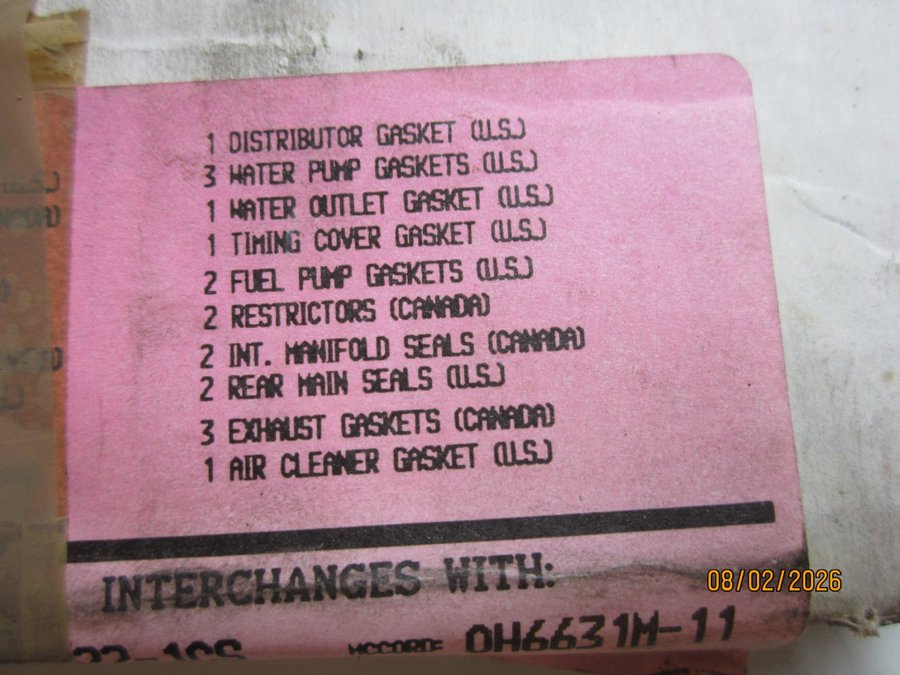 1 DISTRIBUTOR GASKET (U.S.)
3 WATER PUMP GASKETS (U.S.)
1 WATER OUTLET GASKET (U.S.)
1 TIMING COVER GASKET (U.S.)
2 FUEL PUMP GASKETS (U.S.)
2 RESTRICTORS (CANADA)
2 INT. MANIFOLD SEALS (CANADA)
2 REAR MAIN SEALS (U.S.)
3 EXHAUST GASKETS (CANADA)
1 AIR CLEANER GASKET (U.S.)
INTERCHANGES WITH:
MCCORD: OH6631M-11
08/02/2026